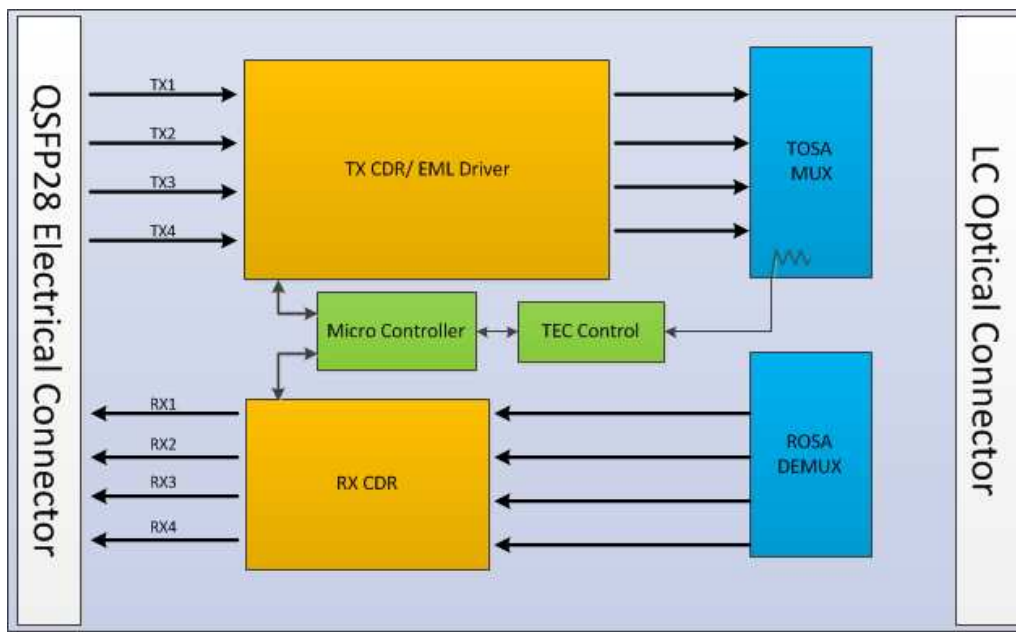 QSFP28 Electrical Connector
TX1
TX2
TX3
TX4
TX CDR/ EML Driver
TOSA
MUX
Micro Controller
TEC Control
RX1
RX2
RX3
RX4
RX CDR
ROSA
DEMUX
LC Optical Connector